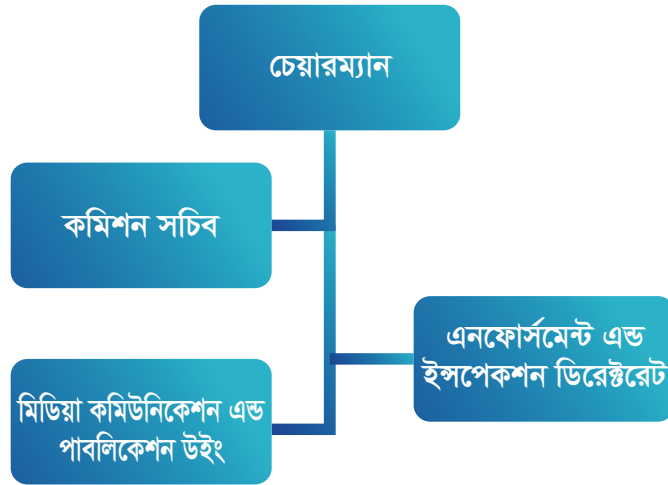 চেয়ারম্যান
কমিশন সচিব
এনফোর্সমেন্ট এন্ড
ইন্সপেকশন ডিরেক্টরেট
মিডিয়া কমিউনিকেশন এন্ড
পাবলিকেশন উইং